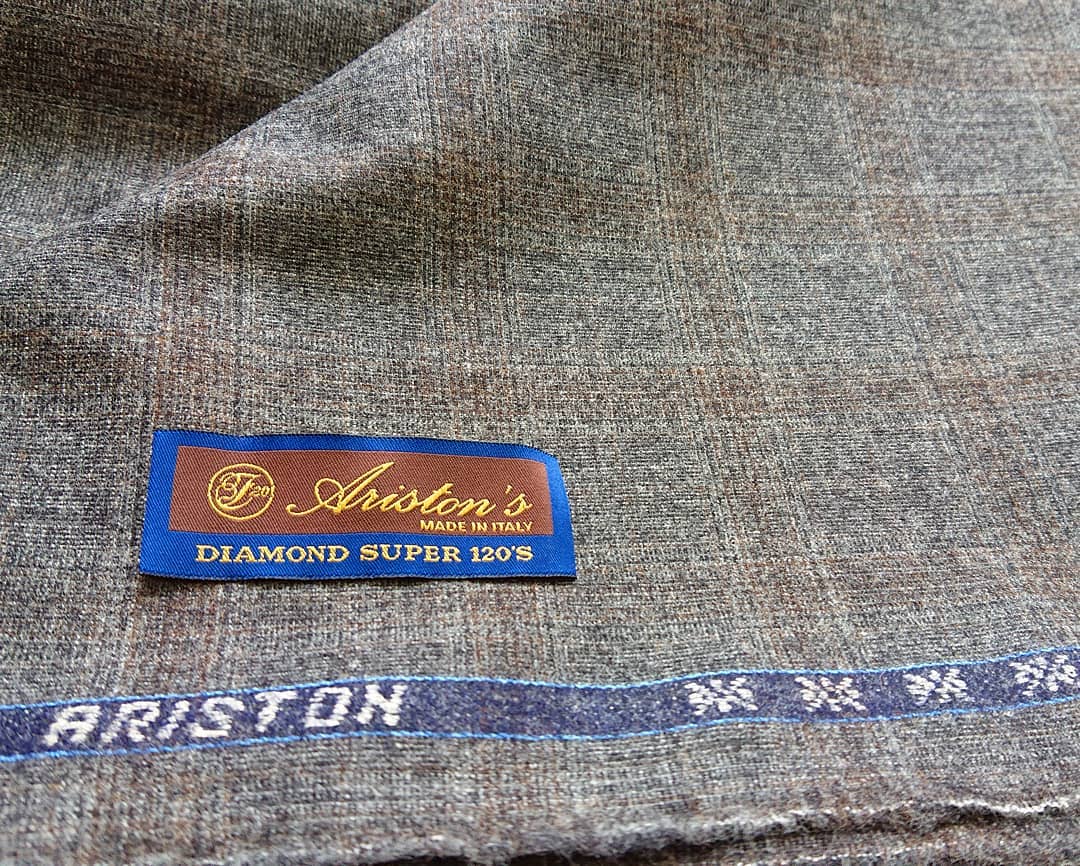 Ariston's
MADE IN ITALY
DIAMOND SUPER 120'S
ARISTON